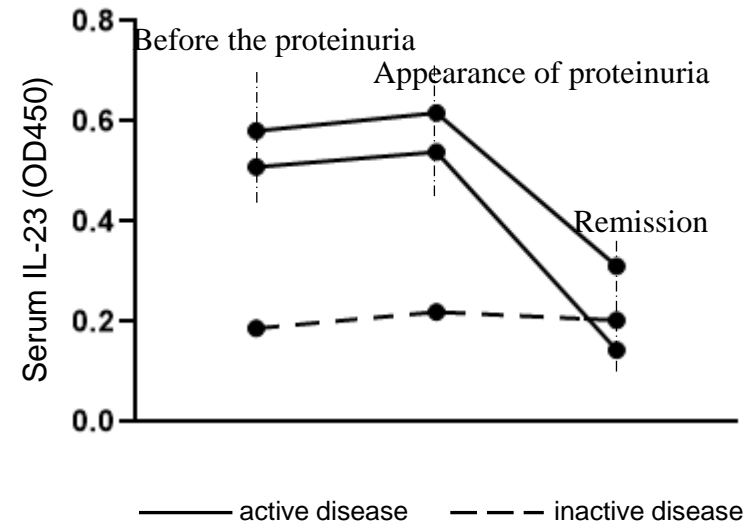 0.8
Before the proteinuria
Appearance of proteinuria
0.6
Serum IL-23 (OD450)
0.4
Remission
0.2
0.0
active disease
inactive disease